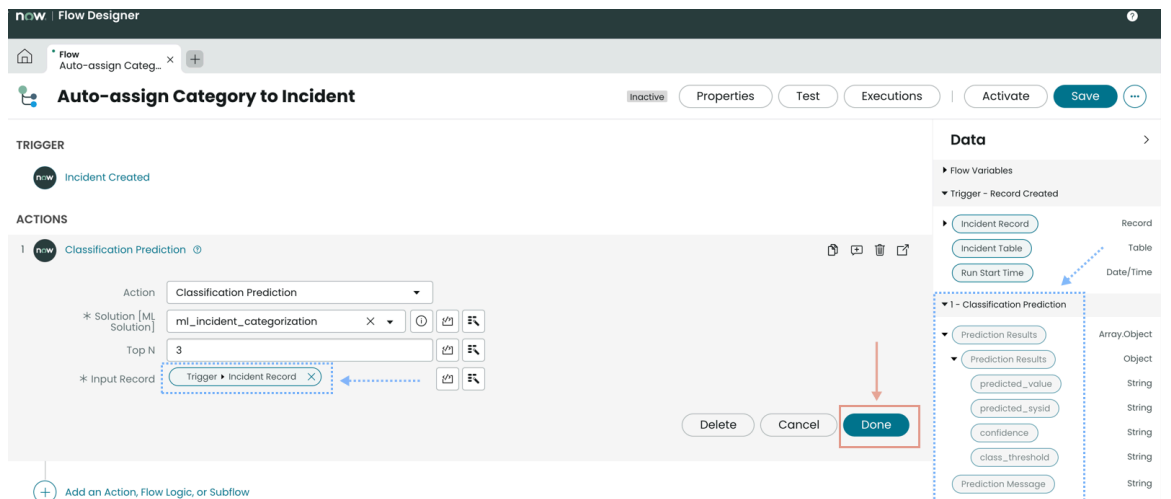 now. | Flow Designer
Flow
Auto-assign Categ...
Auto-assign Category to Incident
Inactive
Properties
Test
Executions
Activate
Save
TRIGGER
now
Incident Created
ACTIONS
1 now Classification Prediction
Action
Classification Prediction
* Solution [ML Solution]
ml_incident_categorization
Top N
3
* Input Record
Trigger ▸ Incident Record
Delete
Cancel
Done
Add an Action, Flow Logic, or Subflow
Data
Flow Variables
Trigger - Record Created
Incident Record Record
Incident Table Table
Run Start Time Date/Time
1 - Classification Prediction
Prediction Results Array.Object
Prediction Results Object
predicted_value String
predicted_sysid String
confidence String
class_threshold String
Prediction Message String